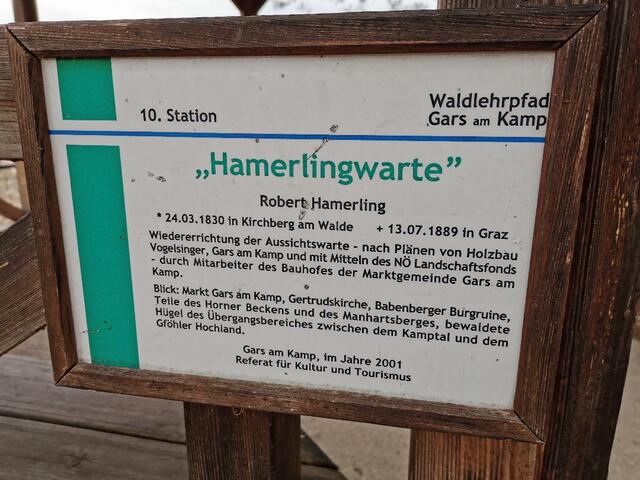 10. Station
Waldlehrpfad
Gars am Kamp
„Hamerlingwarte”
Robert Hamerling
* 24.03.1830 in Kirchberg am Walde + 13.07.1889 in Graz
Wiedererrichtung der Aussichtswarte - nach Plänen von Holzbau
Vogelsinger, Gars am Kamp und mit Mitteln des NÖ Landschaftsfonds
- durch Mitarbeiter des Bauhofes der Marktgemeinde Gars am
Kamp.
Blick: Markt Gars am Kamp, Gertrudskirche, Babenberger Burgruine,
Teile des Horner Beckens und des Manhartsberges, bewaldete
Hügel des Übergangsbereiches zwischen dem Kamptal und dem
Gföhler Hochland.
Gars am Kamp, im Jahre 2001
Referat für Kultur und Tourismus